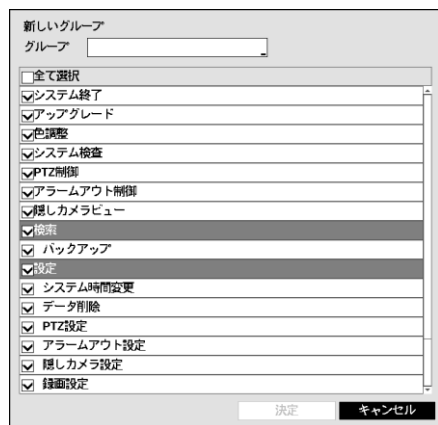 新しいグループ
グループ
全て選択
システム終了
アップグレード
色調整
システム検査
PTZ制御
アラームアウト制御
隠しカメラビュー
検索
バックアップ
設定
システム時間変更
データ削除
PTZ設定
アラームアウト設定
隠しカメラ設定
録画設定
決定 キャンセル